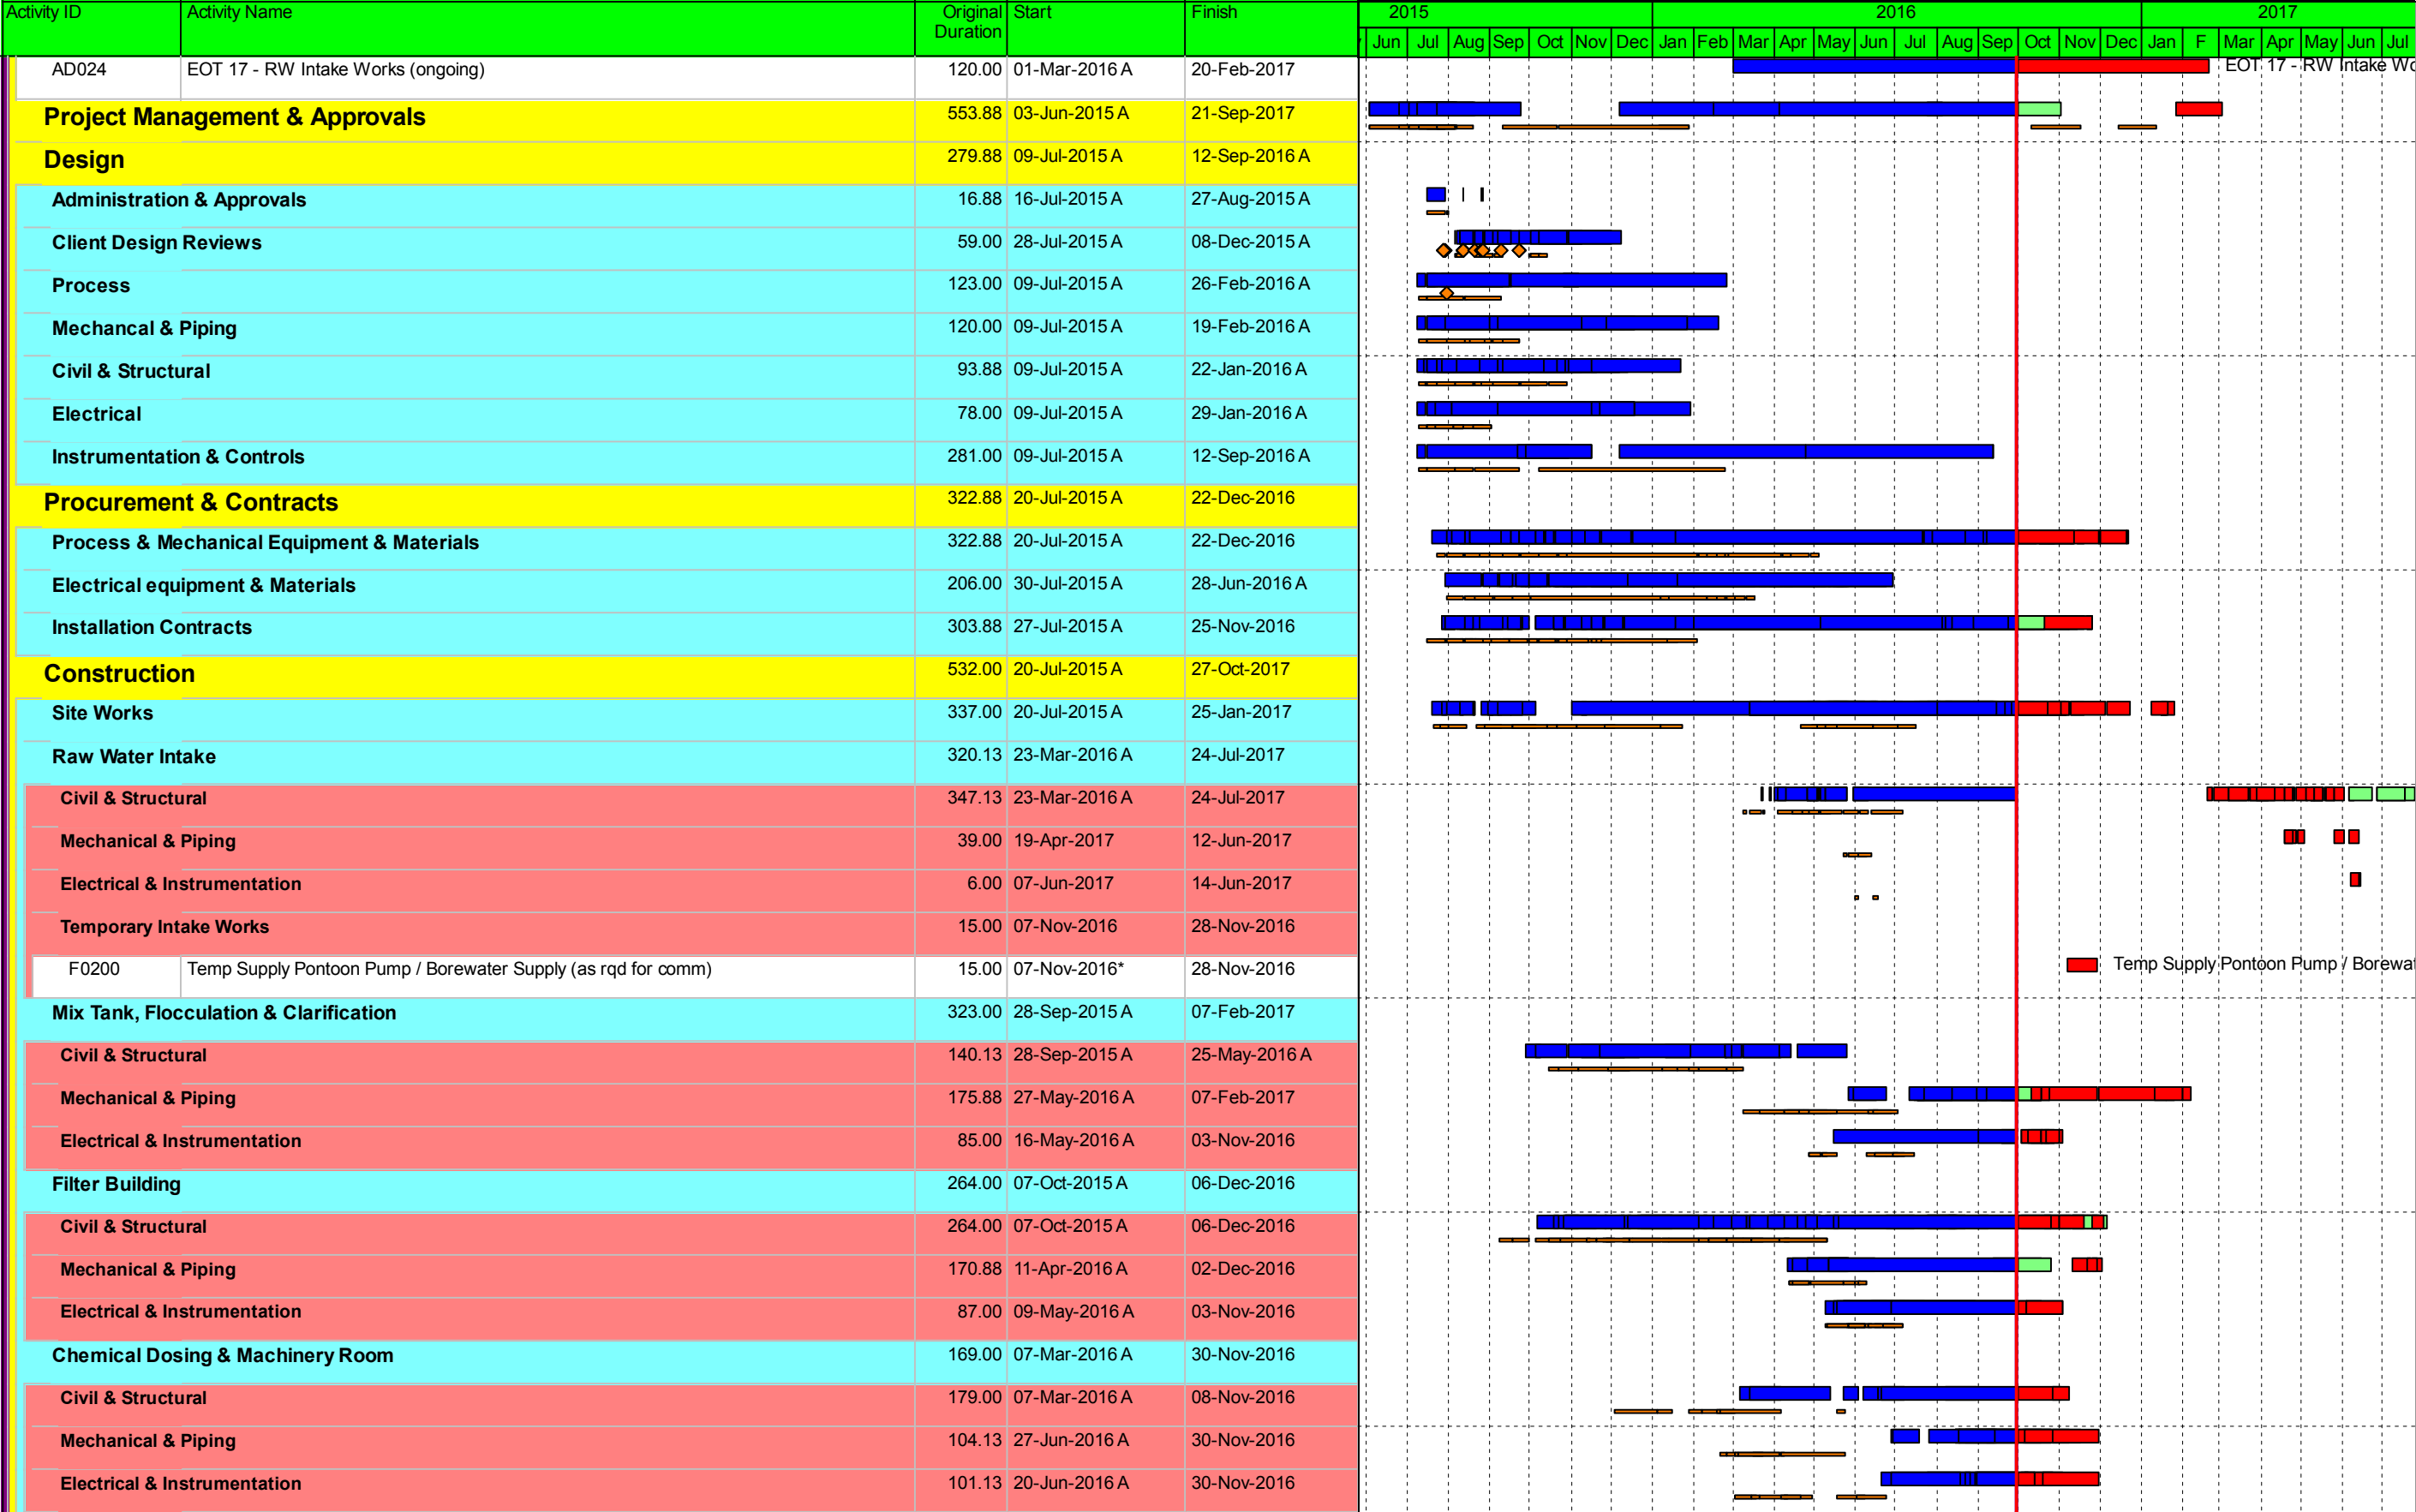 Activity ID Activity Name Original Duration Start Finish 2015 2016 2017
Jun Jul Aug Sep Oct Nov Dec Jan Feb Mar Apr May Jun Jul Aug Sep Oct Nov Dec Jan F Mar Apr May Jun Jul
AD024 EOT 17 - RW Intake Works (ongoing) 120.00 01-Mar-2016 A 20-Feb-2017 EOT 17 - RW Intake Wo
Project Management & Approvals 553.88 03-Jun-2015 A 21-Sep-2017
Design 279.88 09-Jul-2015 A 12-Sep-2016 A
Administration & Approvals 16.88 16-Jul-2015 A 27-Aug-2015 A
Client Design Reviews 59.00 28-Jul-2015 A 08-Dec-2015 A
Process 123.00 09-Jul-2015 A 26-Feb-2016 A
Mechancal & Piping 120.00 09-Jul-2015 A 19-Feb-2016 A
Civil & Structural 93.88 09-Jul-2015 A 22-Jan-2016 A
Electrical 78.00 09-Jul-2015 A 29-Jan-2016 A
Instrumentation & Controls 281.00 09-Jul-2015 A 12-Sep-2016 A
Procurement & Contracts 322.88 20-Jul-2015 A 22-Dec-2016
Process & Mechanical Equipment & Materials 322.88 20-Jul-2015 A 22-Dec-2016
Electrical equipment & Materials 206.00 30-Jul-2015 A 28-Jun-2016 A
Installation Contracts 303.88 27-Jul-2015 A 25-Nov-2016
Construction 532.00 20-Jul-2015 A 27-Oct-2017
Site Works 337.00 20-Jul-2015 A 25-Jan-2017
Raw Water Intake 320.13 23-Mar-2016 A 24-Jul-2017
Civil & Structural 347.13 23-Mar-2016 A 24-Jul-2017
Mechanical & Piping 39.00 19-Apr-2017 12-Jun-2017
Electrical & Instrumentation 6.00 07-Jun-2017 14-Jun-2017
Temporary Intake Works 15.00 07-Nov-2016 28-Nov-2016
F0200 Temp Supply Pontoon Pump / Borewater Supply (as rqd for comm) 15.00 07-Nov-2016* 28-Nov-2016 Temp Supply Pontoon Pump / Borewat
Mix Tank, Flocculation & Clarification 323.00 28-Sep-2015 A 07-Feb-2017
Civil & Structural 140.13 28-Sep-2015 A 25-May-2016 A
Mechanical & Piping 175.88 27-May-2016 A 07-Feb-2017
Electrical & Instrumentation 85.00 16-May-2016 A 03-Nov-2016
Filter Building 264.00 07-Oct-2015 A 06-Dec-2016
Civil & Structural 264.00 07-Oct-2015 A 06-Dec-2016
Mechanical & Piping 170.88 11-Apr-2016 A 02-Dec-2016
Electrical & Instrumentation 87.00 09-May-2016 A 03-Nov-2016
Chemical Dosing & Machinery Room 169.00 07-Mar-2016 A 30-Nov-2016
Civil & Structural 179.00 07-Mar-2016 A 08-Nov-2016
Mechanical & Piping 104.13 27-Jun-2016 A 30-Nov-2016
Electrical & Instrumentation 101.13 20-Jun-2016 A 30-Nov-2016